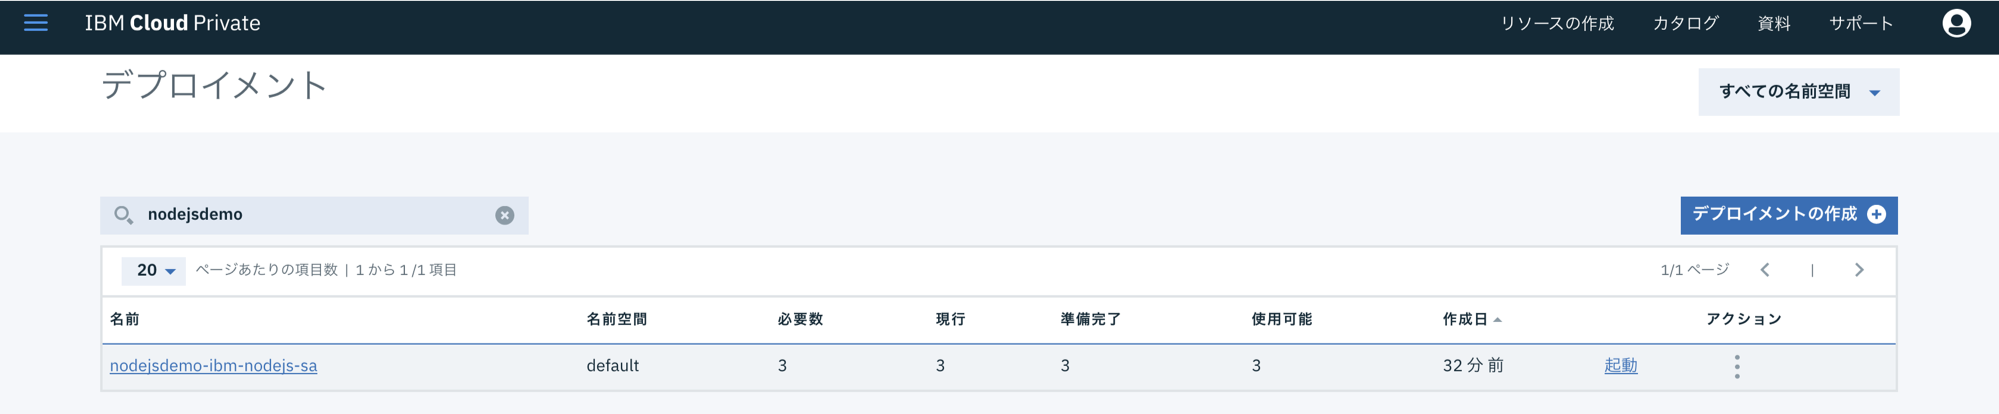 IBM Cloud Private リソースの作成 カタログ 資料 サポート
デプロイメント
すべての名前空間
nodejsdemo
デプロイメントの作成
20 ページあたりの項目数 | 1 から 1 /1 項目 1/1 ページ |
名前 名前空間 必要数 現行 準備完了 使用可能 作成日 アクション
nodejsdemo-ibm-nodejs-sa default 3 3 3 3 32 分 前 起動